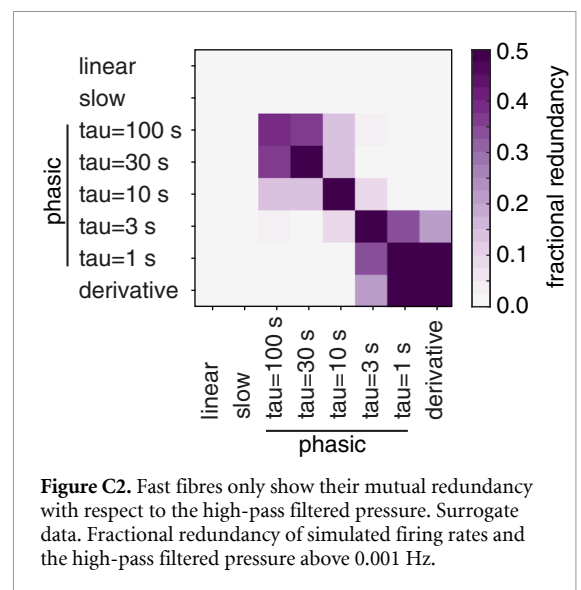 linear
slow
tau=100 s
tau=30 s
tau=10 s
tau=3 s
tau=1 s
derivative
phasic
linear
slow
tau=100 s
tau=30 s
tau=10 s
tau=3 s
tau=1 s
derivative
phasic
0.5
0.4
0.3
0.2
0.1
0.0
fractional redundancy
Figure C2. Fast fibres only show their mutual redundancy
with respect to the high-pass filtered pressure. Surrogate
data. Fractional redundancy of simulated firing rates and
the high-pass filtered pressure above 0.001 Hz.